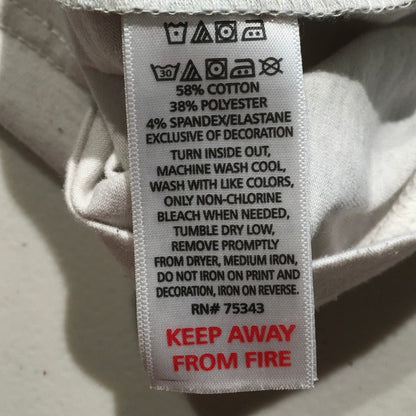 30
58% COTTON
38% POLYESTER
4% SPANDEX/ELASTANE
EXCLUSIVE OF DECORATION
TURN INSIDE OUT,
MACHINE WASH COOL,
WASH WITH LIKE COLORS,
ONLY NON-CHLORINE
BLEACH WHEN NEEDED,
TUMBLE DRY LOW,
REMOVE PROMPTLY
FROM DRYER, MEDIUM IRON,
DO NOT IRON ON PRINT AND
DECORATION, IRON ON REVERSE.
RN# 75343
KEEP AWAY
FROM FIRE